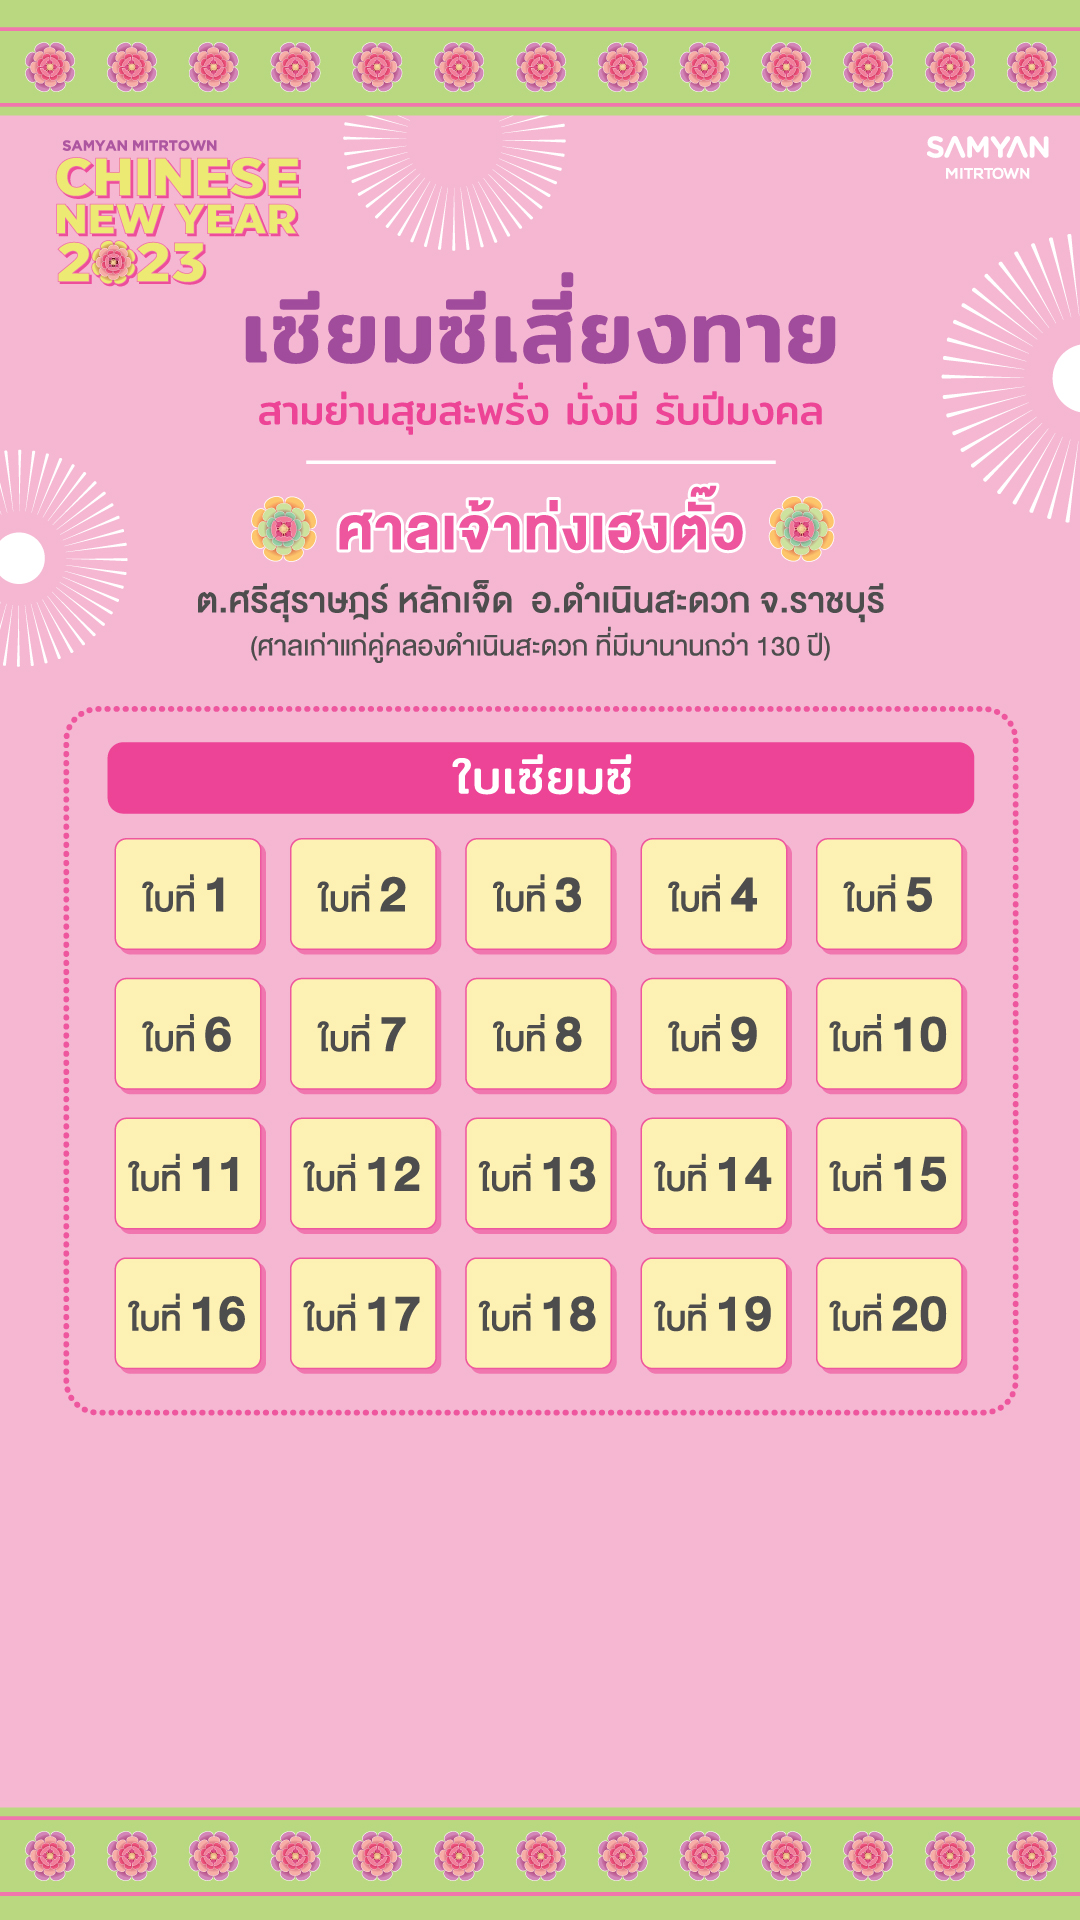 SAMYAN MITRTOWN
CHINESE
NEW YEAR
2023
SAMYAN
MITRTOWN
เซียมซีเสี่ยงทาย
สามย่านสุขสะพรั่ง มั่งมี รับปีมงคล
ศาลเจ้าท่งเฮงตั๊ว
ต.ศรีสุราษฎร์ หลักเจ็ด อ.ดำเนินสะดวก จ.ราชบุรี
(ศาลเก่าแก่คู่คลองดำเนินสะดวก ที่มีมานานกว่า 130 ปี)
ใบเซียมซี
ใบที่ 1 ใบที่ 2 ใบที่ 3 ใบที่ 4 ใบที่ 5
ใบที่ 6 ใบที่ 7 ใบที่ 8 ใบที่ 9 ใบที่ 10
ใบที่ 11 ใบที่ 12 ใบที่ 13 ใบที่ 14 ใบที่ 15
ใบที่ 16 ใบที่ 17 ใบที่ 18 ใบที่ 19 ใบที่ 20